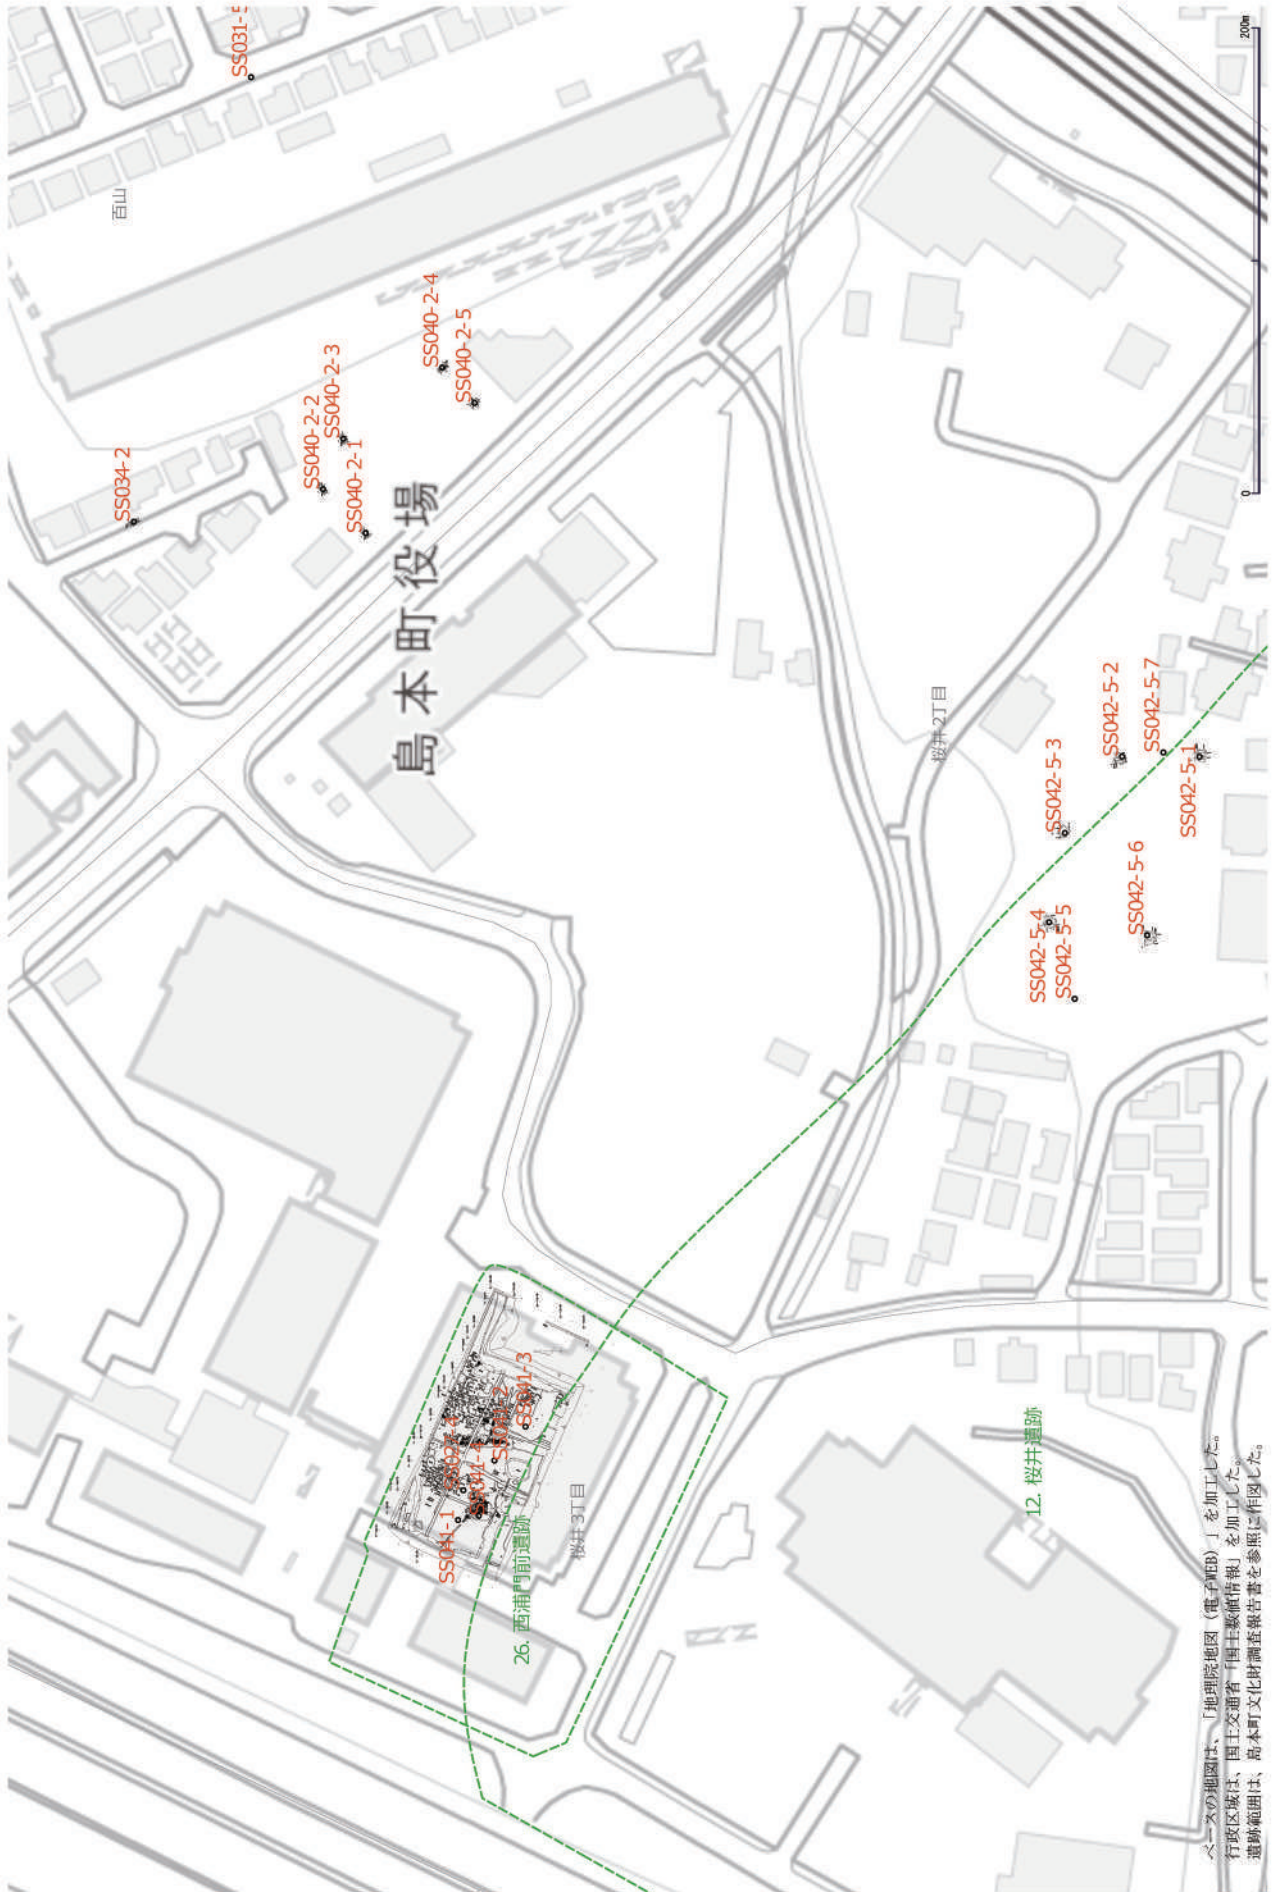 SS031-5
百山
SS034-2
SS040-2-2
SS040-2-3
SS040-2-1
SS040-2-4
SS040-2-5
島本町役場
桜井2丁目
SS042-5-3
SS042-5-2
SS042-5-7
SS042-5-1
SS042-5-4
SS042-5-5
SS042-5-6
SS041-1
SS027-4
SS041-4
SS041-2
SS041-3
桜井3丁目
26. 西浦門前遺跡
12. 桜井遺跡
0
200m
ベースの地図は、「地理院地図（電子WEB）」を加工した。
行政区域は、国土交通省「国土数値情報」を加工した。
遺跡範囲は、島本町文化財調査報告書を参照に作図した。